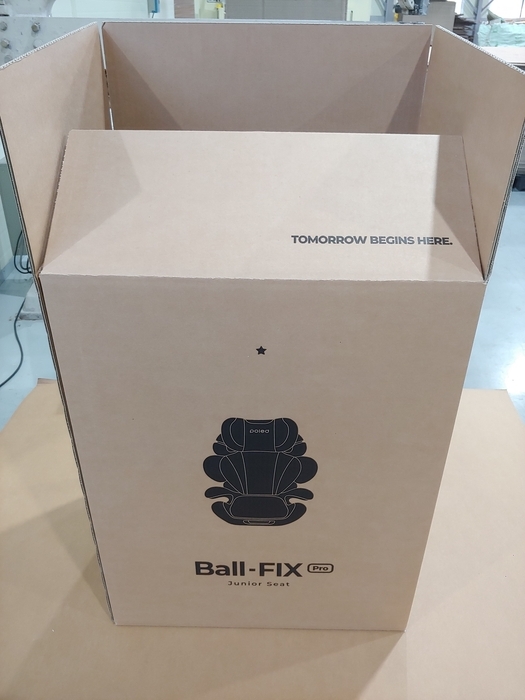 TOMORROW BEGINS HERE.
Ball-FIX Pro
Junior Seat